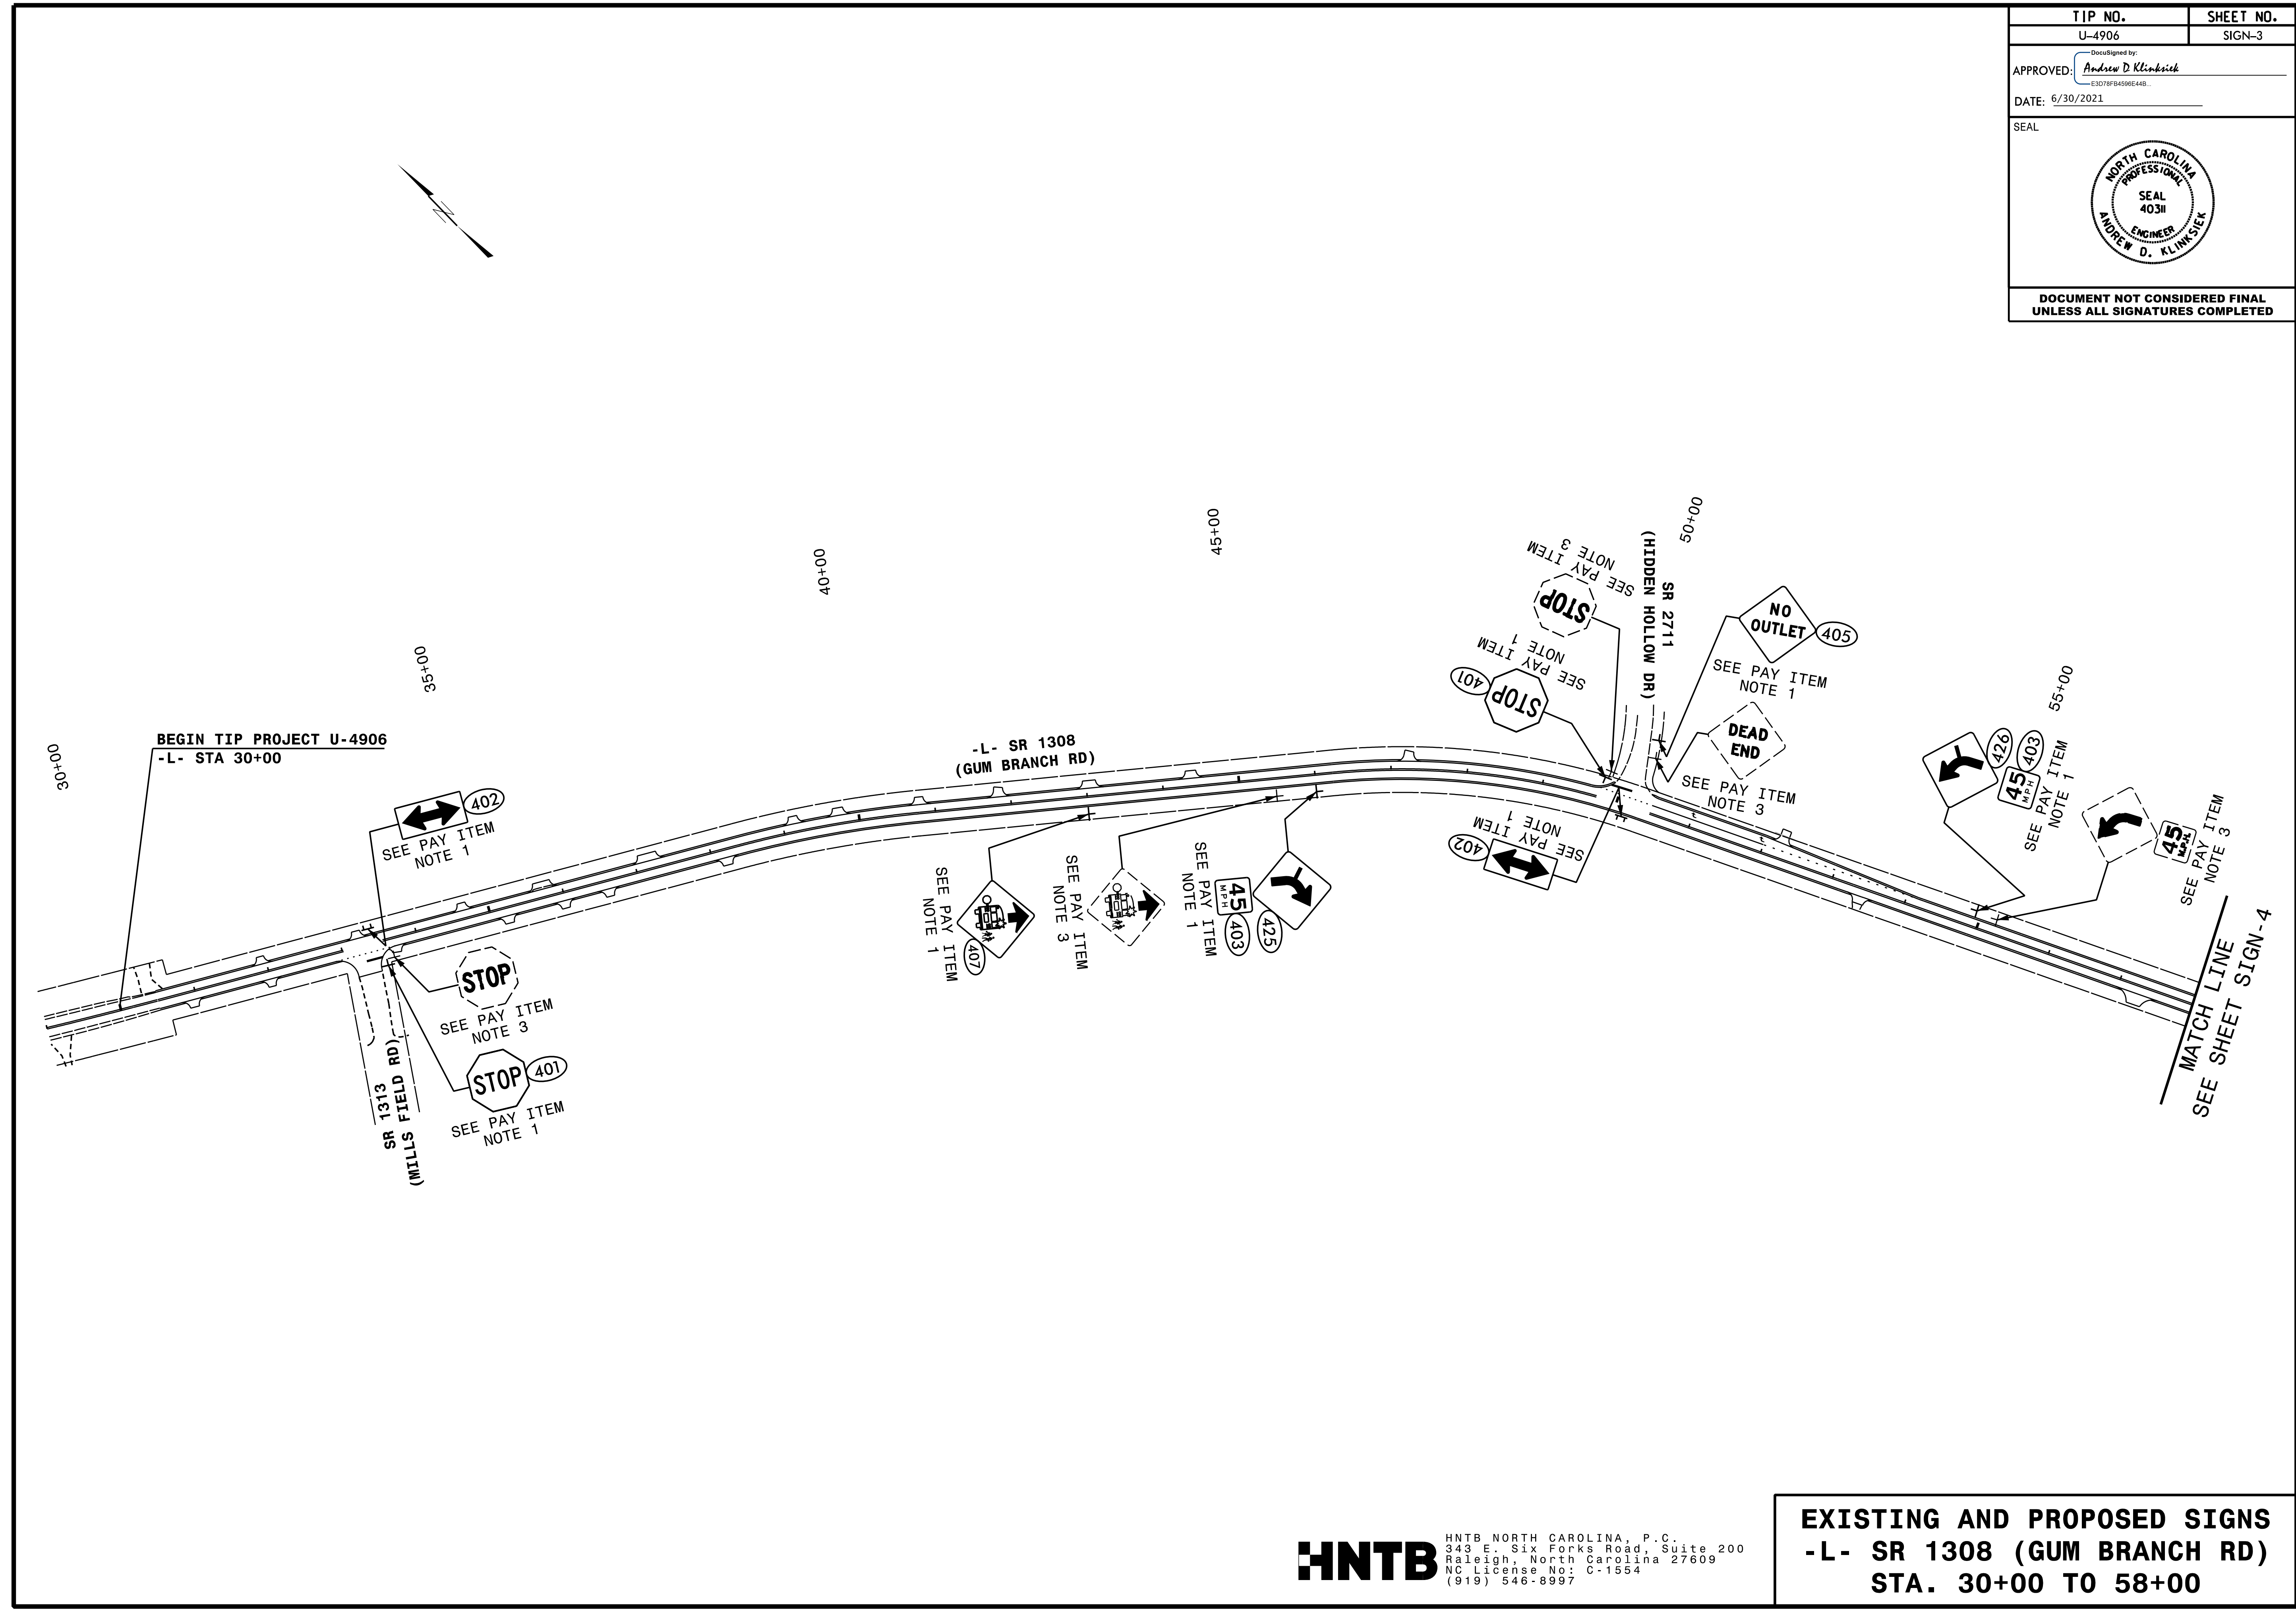 TIP NO.
SHEET NO.
U-4906
SIGN-3
DocuSigned by:
APPROVED: Andrew D. Klinksiek
E3D78FB4596E44B...
DATE: 6/30/2021
SEAL
NORTH CAROLINA
PROFESSIONAL
SEAL
40311
ENGINEER
ANDREW D. KLINKSIEK
DOCUMENT NOT CONSIDERED FINAL
UNLESS ALL SIGNATURES COMPLETED
30+00
35+00
40+00
45+00
50+00
55+00
BEGIN TIP PROJECT U-4906
-L- STA 30+00
402
SEE PAY ITEM
NOTE 1
STOP
SEE PAY ITEM
NOTE 3
STOP
401
SEE PAY ITEM
NOTE 1
SR 1313
(MILLS FIELD RD)
-L- SR 1308
(GUM BRANCH RD)
SEE PAY ITEM
NOTE 1
407
SEE PAY ITEM
NOTE 3
SEE PAY ITEM
NOTE 1
45
MPH
403
425
SEE PAY ITEM
NOTE 3
STOP
SEE PAY ITEM
NOTE 1
STOP
401
SR 2711
(HIDDEN HOLLOW DR)
NO
OUTLET
405
SEE PAY ITEM
NOTE 1
DEAD
END
SEE PAY ITEM
NOTE 3
SEE PAY ITEM
NOTE 1
402
426
45
MPH
403
SEE PAY ITEM
NOTE 1
45
M.P.H.
SEE PAY ITEM
NOTE 3
MATCH LINE
SEE SHEET SIGN-4
HNTB
HNTB NORTH CAROLINA, P.C.
343 E. Six Forks Road, Suite 200
Raleigh, North Carolina 27609
NC License No: C-1554
(919) 546-8997
EXISTING AND PROPOSED SIGNS
-L- SR 1308 (GUM BRANCH RD)
STA. 30+00 TO 58+00